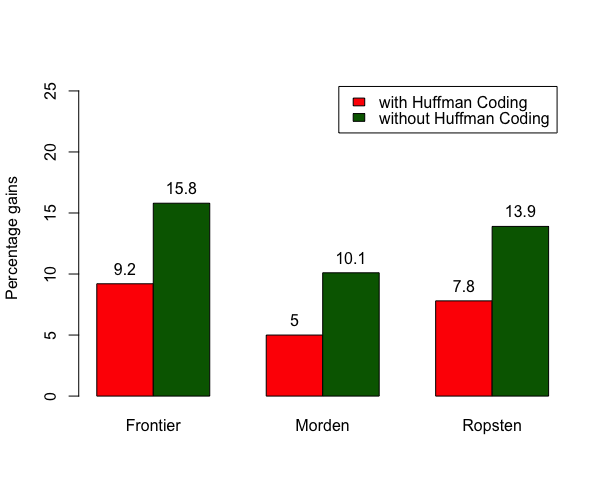 with Huffman Coding
without Huffman Coding
Percentage gains
25
20
15
10
5
0
9.2
15.8
5
10.1
7.8
13.9
Frontier
Morden
Ropsten